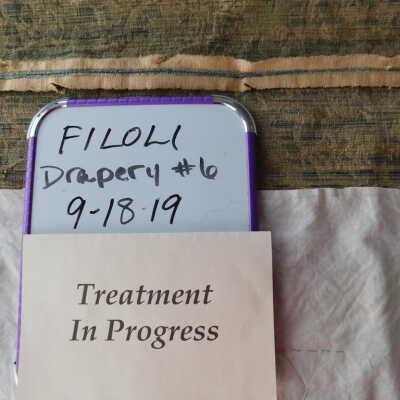 FILOLI
Drapery #6
9-18-19
Treatment
In Progress